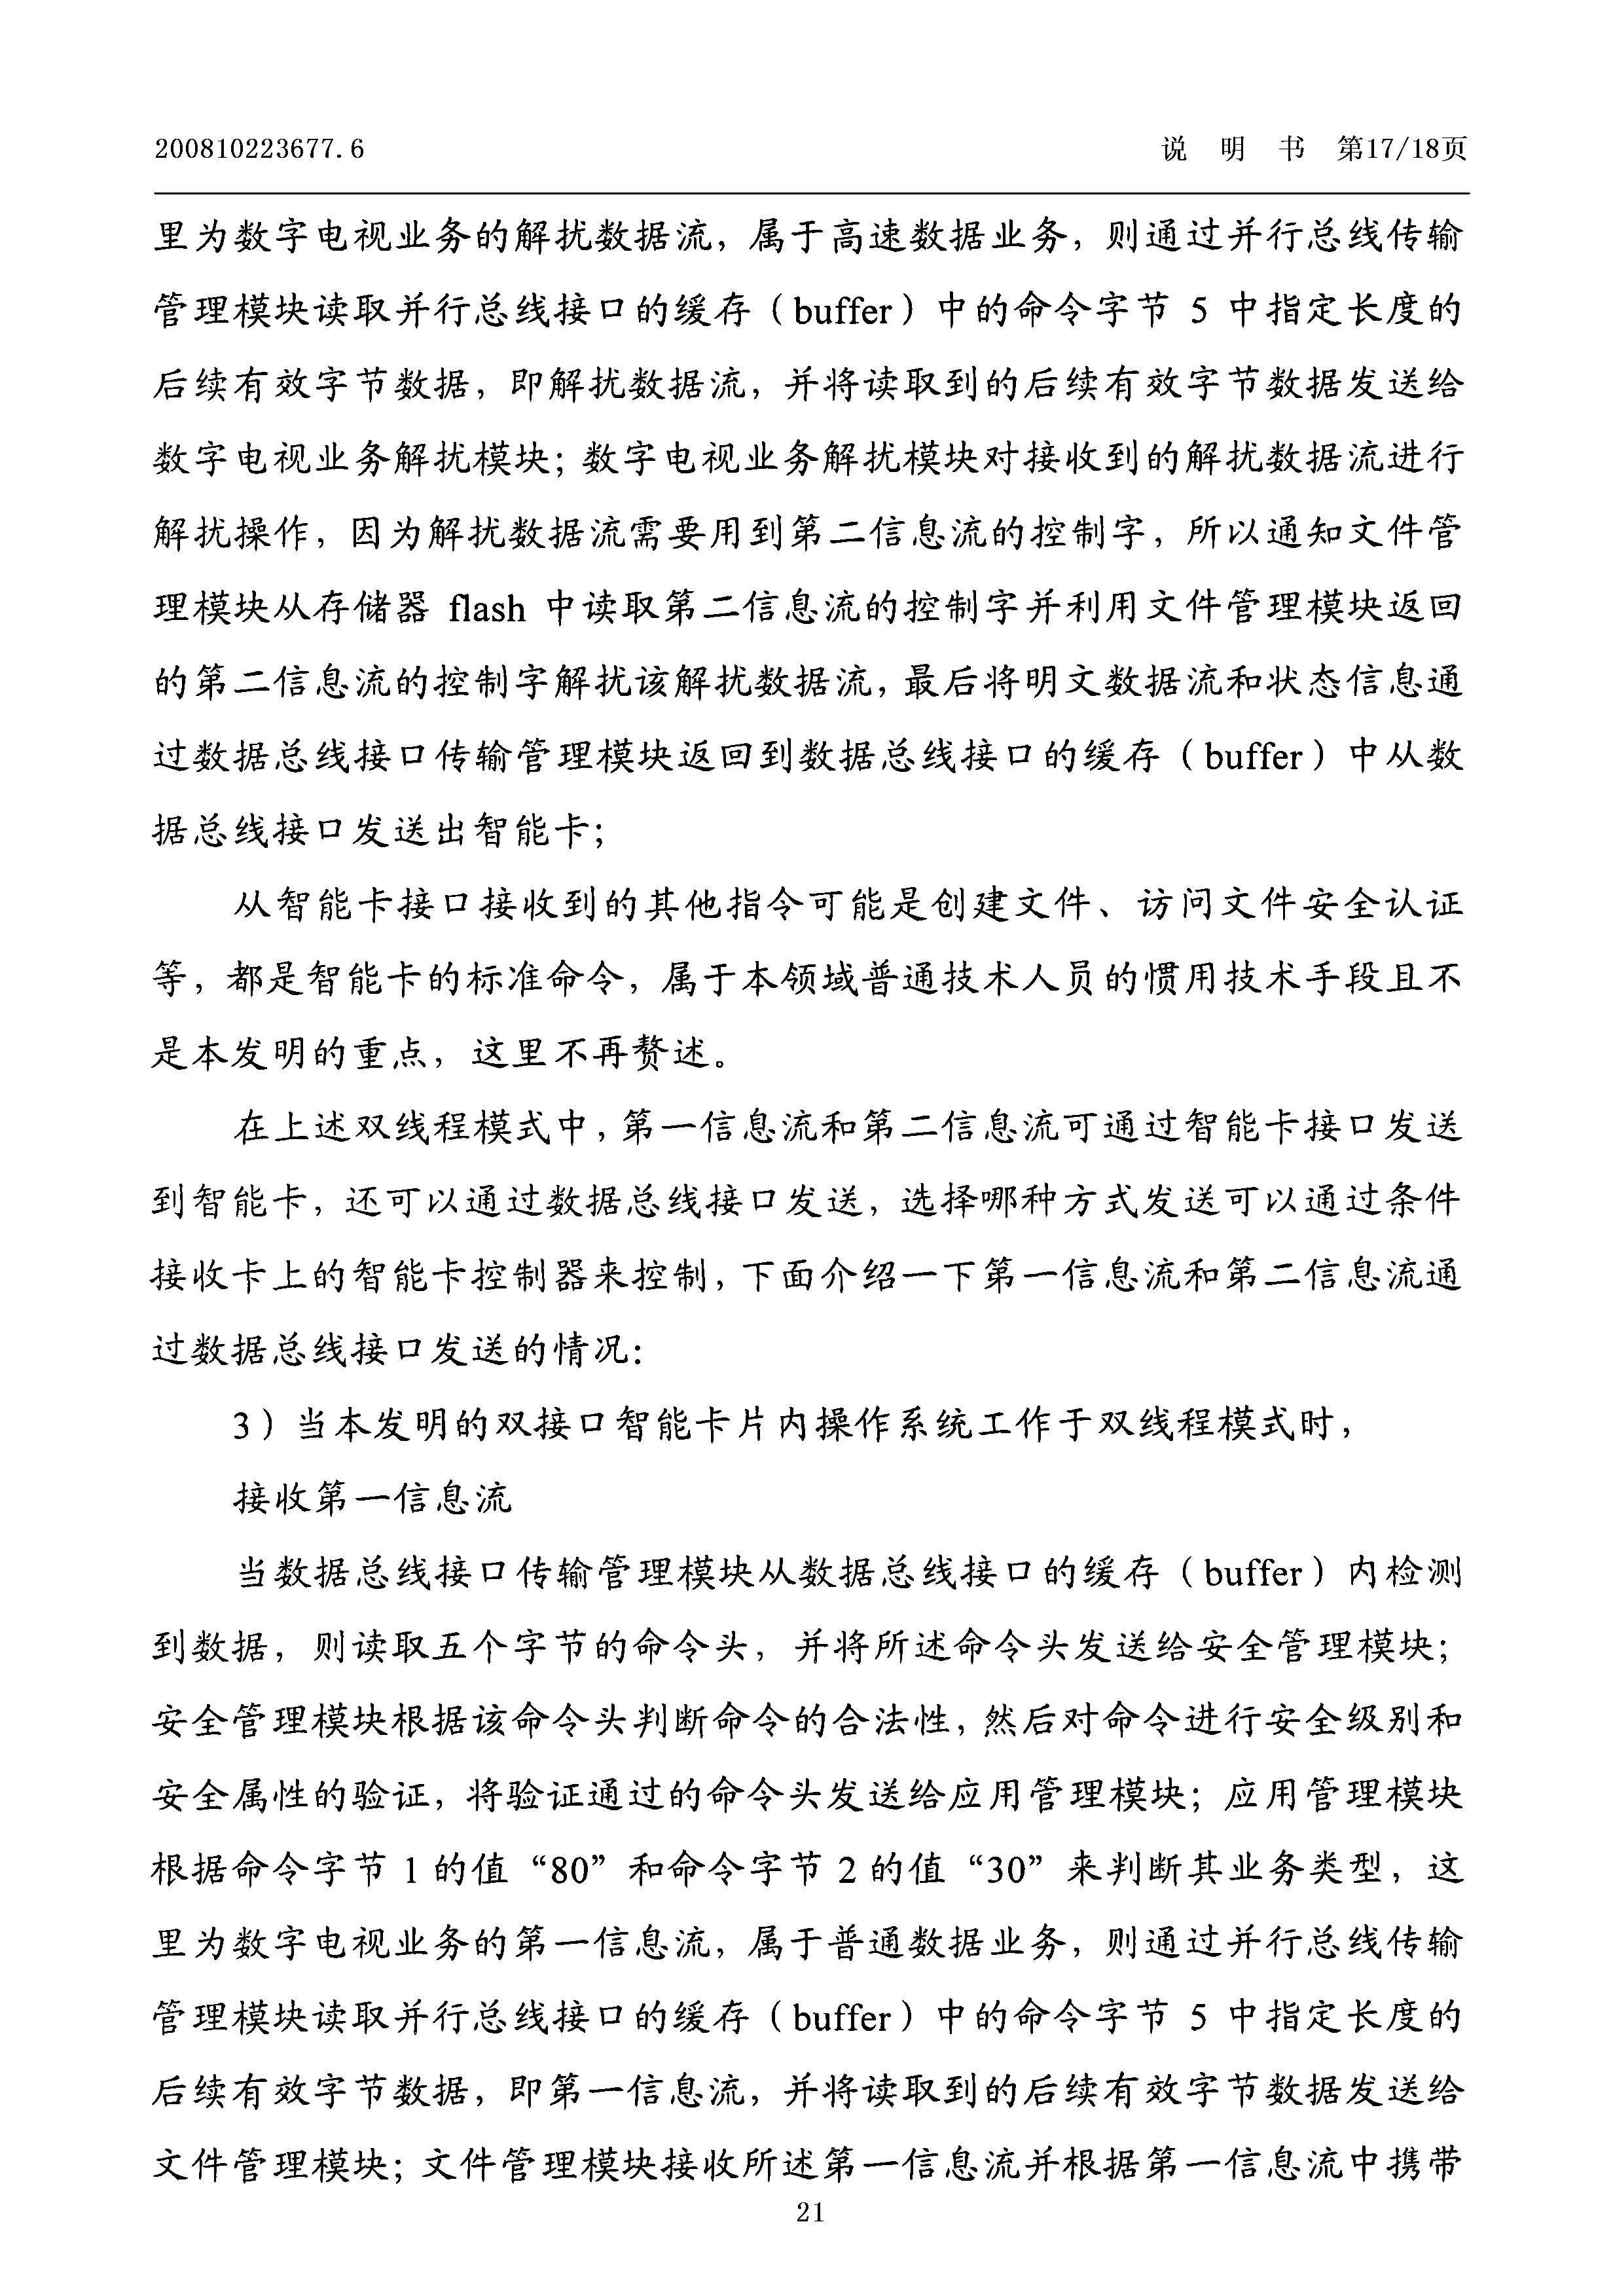 200810223677.6
说 明 书 第17/18页
里为数字电视业务的解扰数据流，属于高速数据业务，则通过并行总线传输
管理模块读取并行总线接口的缓存（buffer）中的命令字节 5 中指定长度的
后续有效字节数据，即解扰数据流，并将读取到的后续有效字节数据发送给
数字电视业务解扰模块；数字电视业务解扰模块对接收到的解扰数据流进行
解扰操作，因为解扰数据流需要用到第二信息流的控制字，所以通知文件管
理模块从存储器 flash 中读取第二信息流的控制字并利用文件管理模块返回
的第二信息流的控制字解扰该解扰数据流，最后将明文数据流和状态信息通
过数据总线接口传输管理模块返回到数据总线接口的缓存（buffer）中从数
据总线接口发送出智能卡；
从智能卡接口接收到的其他指令可能是创建文件、访问文件安全认证
等，都是智能卡的标准命令，属于本领域普通技术人员的惯用技术手段且不
是本发明的重点，这里不再赘述。
在上述双线程模式中，第一信息流和第二信息流可通过智能卡接口发送
到智能卡，还可以通过数据总线接口发送，选择哪种方式发送可以通过条件
接收卡上的智能卡控制器来控制，下面介绍一下第一信息流和第二信息流通
过数据总线接口发送的情况：
3）当本发明的双接口智能卡片内操作系统工作于双线程模式时，
接收第一信息流
当数据总线接口传输管理模块从数据总线接口的缓存（buffer）内检测
到数据，则读取五个字节的命令头，并将所述命令头发送给安全管理模块；
安全管理模块根据该命令头判断命令的合法性，然后对命令进行安全级别和
安全属性的验证，将验证通过的命令头发送给应用管理模块；应用管理模块
根据命令字节 1 的值“80”和命令字节 2 的值“30”来判断其业务类型，这
里为数字电视业务的第一信息流，属于普通数据业务，则通过并行总线传输
管理模块读取并行总线接口的缓存（buffer）中的命令字节 5 中指定长度的
后续有效字节数据，即第一信息流，并将读取到的后续有效字节数据发送给
文件管理模块；文件管理模块接收所述第一信息流并根据第一信息流中携带
21